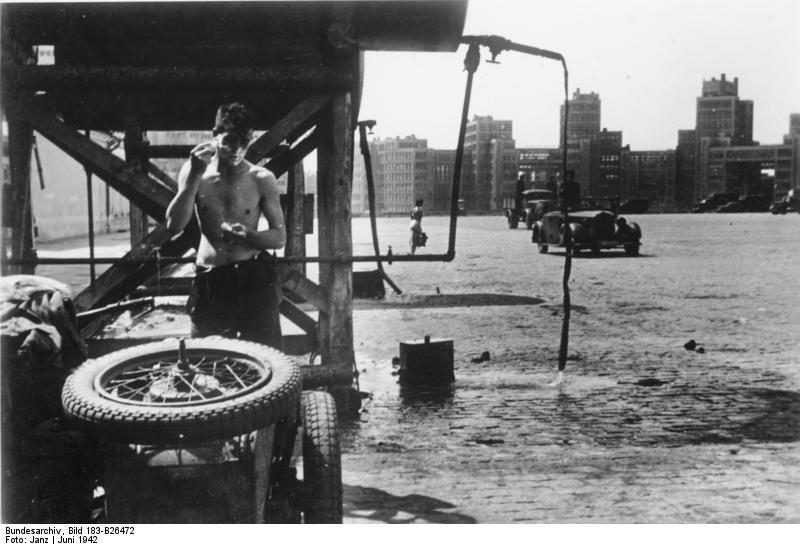 Bundesarchiv, Bild 183-B26472
Foto: Janz | Juni 1942